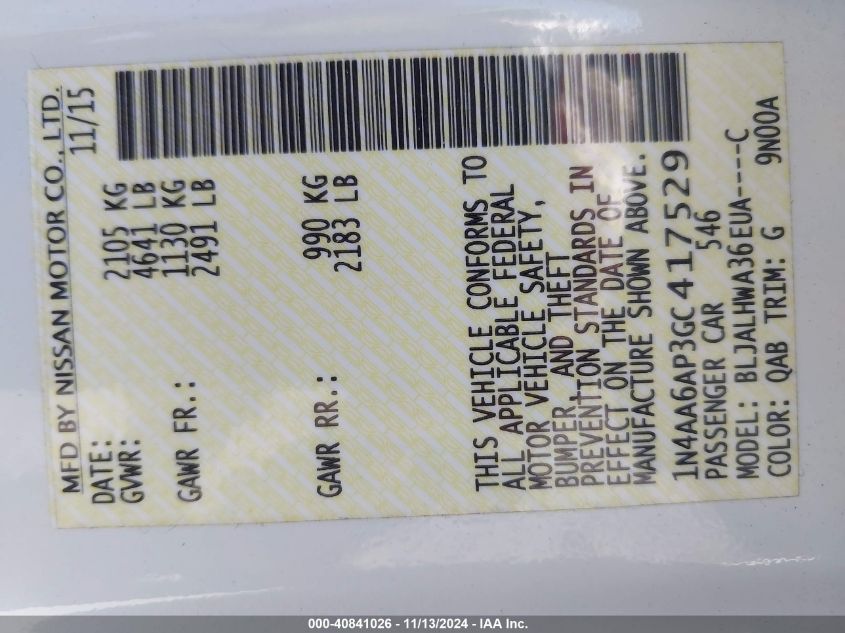 MFD BY NISSAN MOTOR CO., LTD.
DATE: 11/15
GVWR: 2105 KG
4641 LB
GAWR FR.: 1130 KG
2491 LB
GAWR RR.: 990 KG
2183 LB
THIS VEHICLE CONFORMS TO
ALL APPLICABLE FEDERAL
MOTOR VEHICLE SAFETY,
BUMPER, AND THEFT
PREVENTION STANDARDS IN
EFFECT ON THE DATE OF
MANUFACTURE SHOWN ABOVE.
1N4AA6AP3GC417529
PASSENGER CAR 546
MODEL: BLJALHWA36EUA----C
COLOR: QAB TRIM: G 9N00A
000-40841026 - 11/13/2024 - IAA Inc.